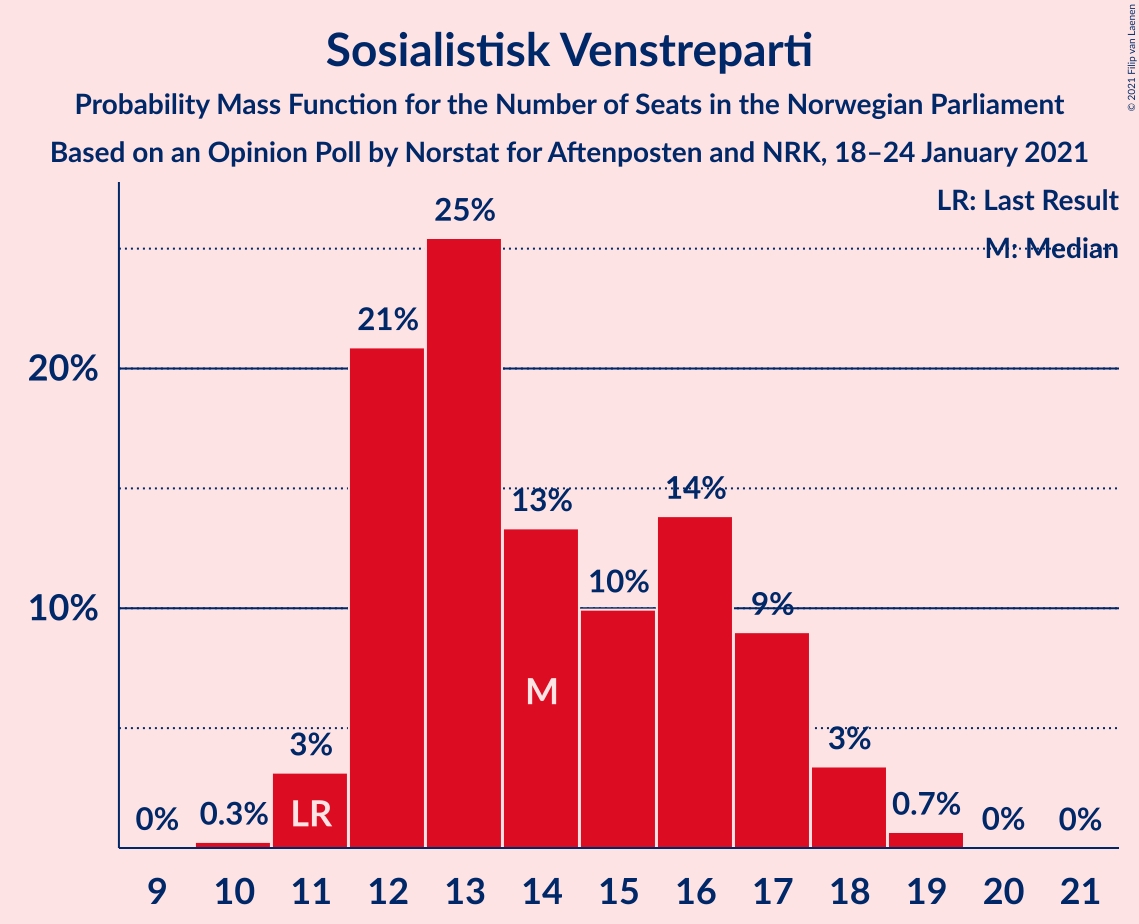 Sosialistisk Venstreparti
Probability Mass Function for the Number of Seats in the Norwegian Parliament
Based on an Opinion Poll by Norstat for Aftenposten and NRK, 18–24 January 2021
© 2021 Filip van Laenen
LR: Last Result
M: Median
20%
10%
0%
0.3%
3%
21%
25%
13%
10%
14%
9%
3%
0.7%
0%
0%
LR
M
9 10 11 12 13 14 15 16 17 18 19 20 21